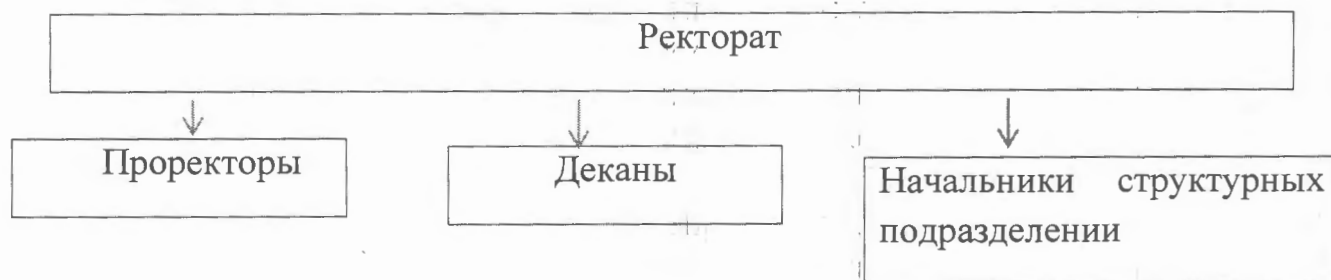 Ректорат
Проректоры
Деканы
Начальники структурных
подразделении